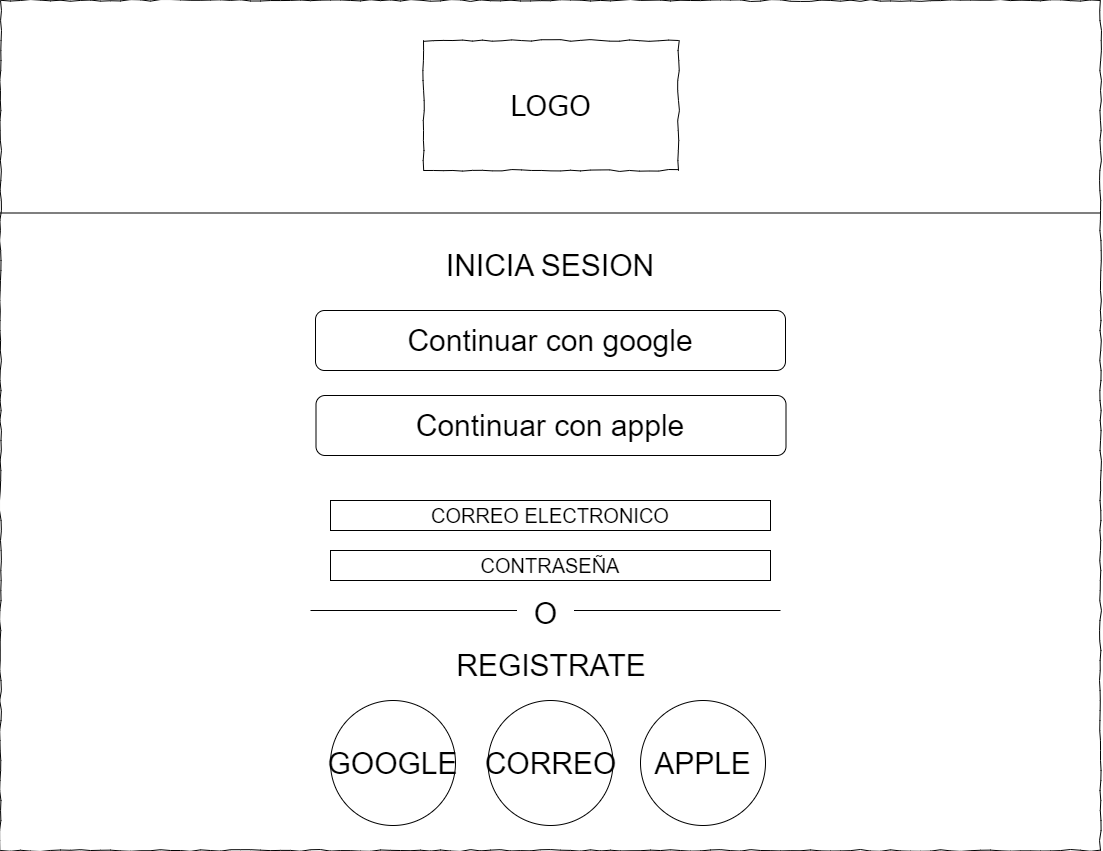 LOGO
INICIA SESION
Continuar con google
Continuar con apple
CORREO ELECTRONICO
CONTRASEÑA
O
REGISTRATE
GOOGLE CORREO APPLE